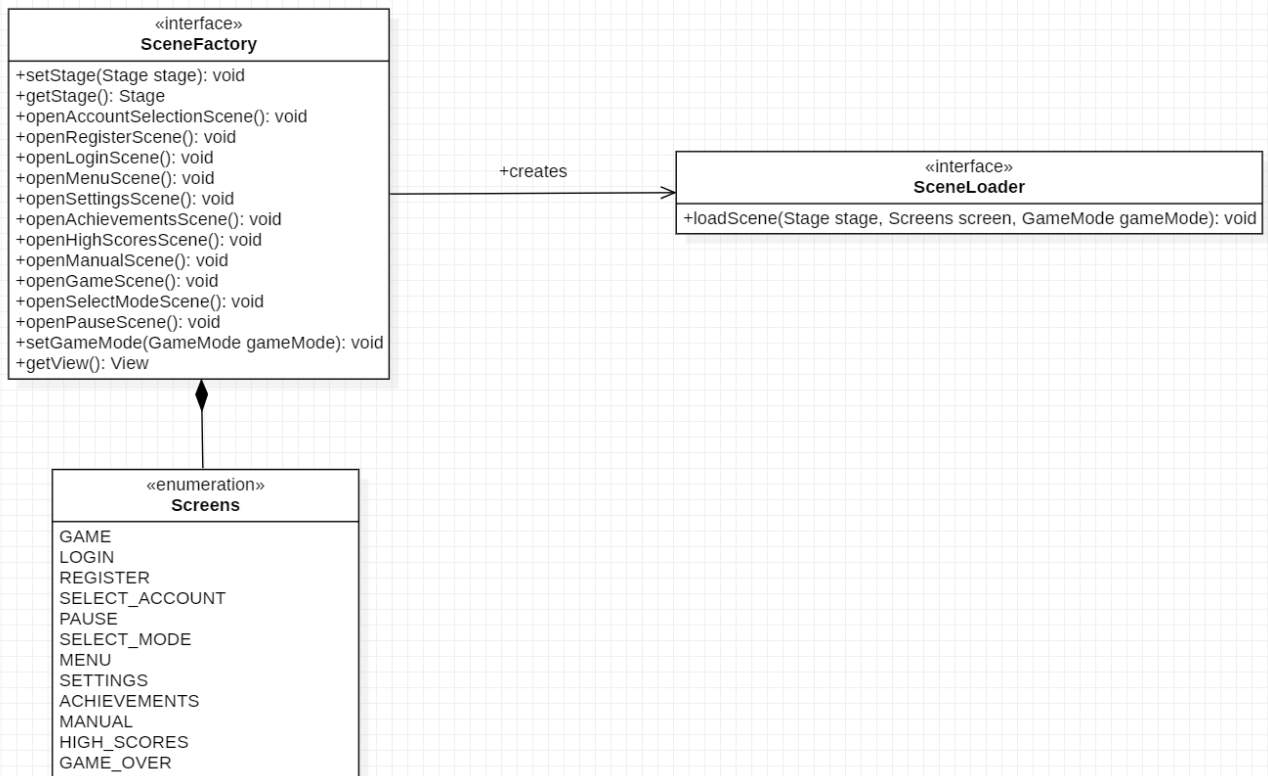 «interface»
SceneFactory
+setStage(Stage stage): void
+getStage(): Stage
+openAccountSelectionScene(): void
+openRegisterScene(): void
+openLoginScene(): void
+openMenuScene(): void
+openSettingsScene(): void
+openAchievementsScene(): void
+openHighScoresScene(): void
+openManualScene(): void
+openGameScene(): void
+openSelectModeScene(): void
+openPauseScene(): void
+setGameMode(GameMode gameMode): void
+getView(): View
+creates
«interface»
SceneLoader
+loadScene(Stage stage, Screens screen, GameMode gameMode): void
«enumeration»
Screens
GAME
LOGIN
REGISTER
SELECT_ACCOUNT
PAUSE
SELECT_MODE
MENU
SETTINGS
ACHIEVEMENTS
MANUAL
HIGH_SCORES
GAME_OVER